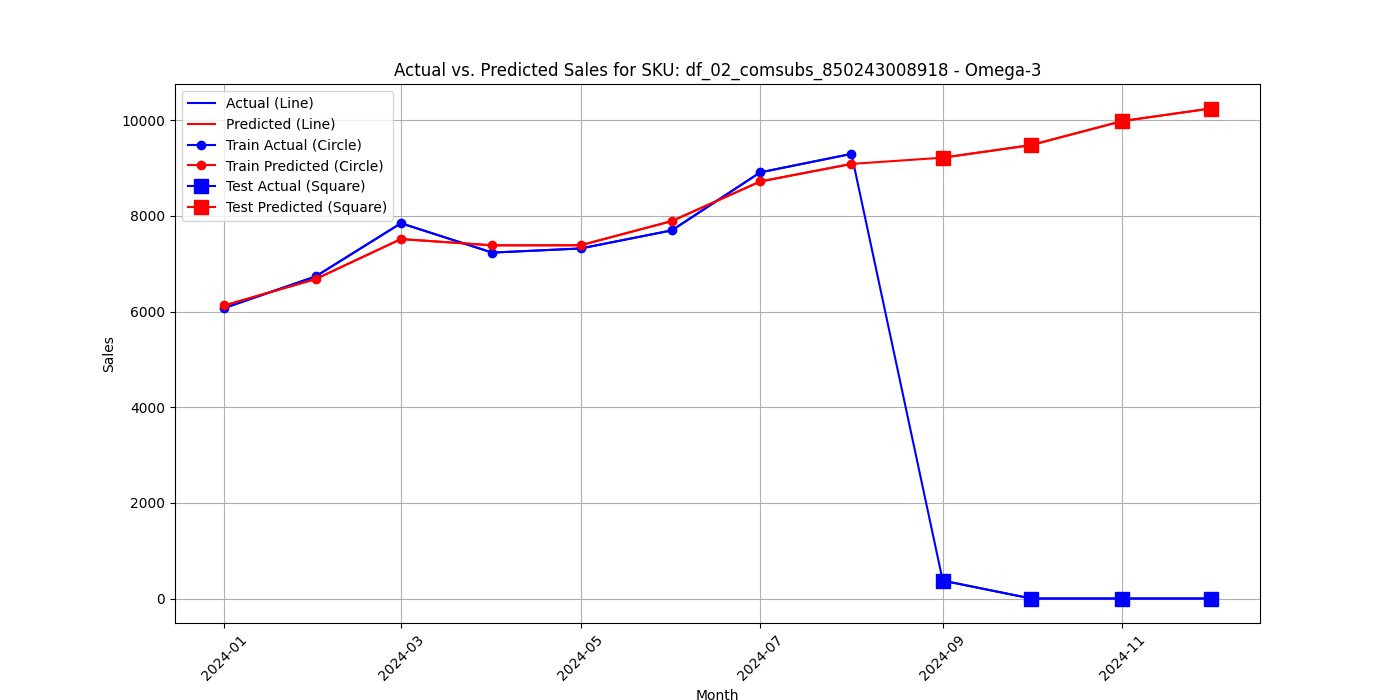 Actual vs. Predicted Sales for SKU: df_02_comsubs_850243008918 - Omega-3
Actual (Line)
Predicted (Line)
Train Actual (Circle)
Train Predicted (Circle)
Test Actual (Square)
Test Predicted (Square)
10000
8000
6000
4000
2000
0
Sales
2024-01
2024-03
2024-05
2024-07
2024-09
2024-11
Month